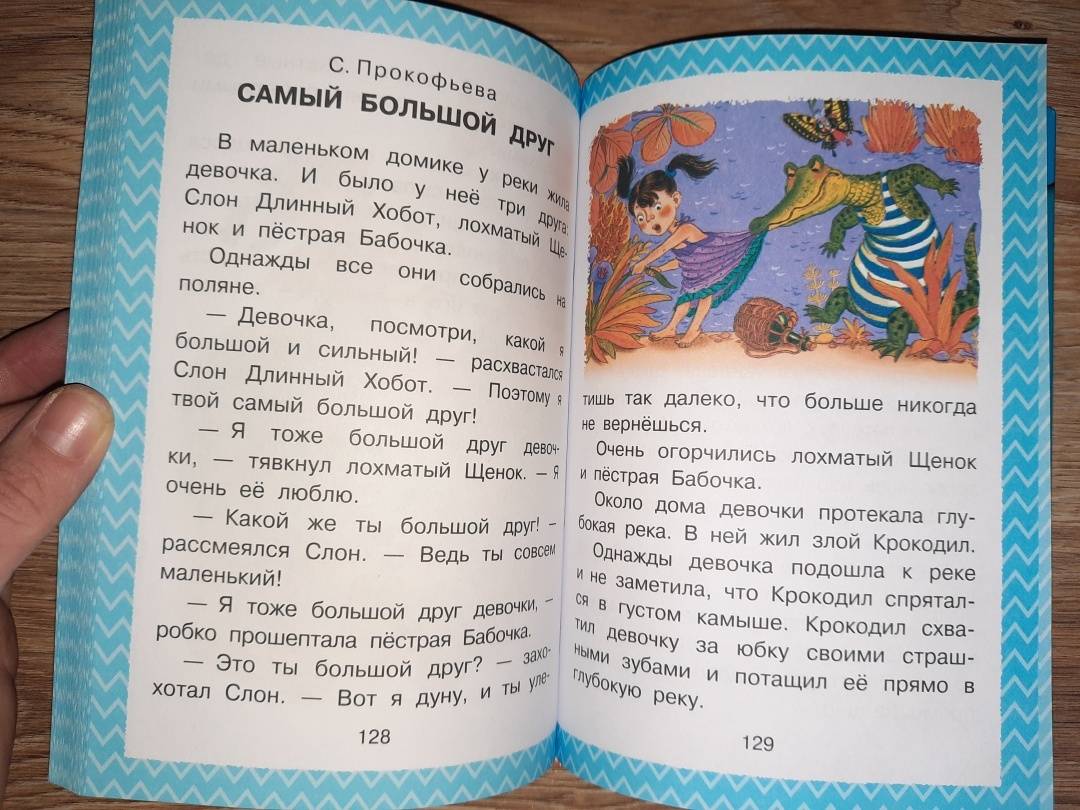 С. Прокофьева
САМЫЙ БОЛЬШОЙ ДРУГ
В маленьком домике у реки жила
девочка. И было у неё три друга:
Слон Длинный Хобот, лохматый Ще-
нок и пёстрая Бабочка.
Однажды все они собрались на
поляне.
— Девочка, посмотри, какой я
большой и сильный! — расхвастался
Слон Длинный Хобот. — Поэтому я
твой самый большой друг!
— Я тоже большой друг девоч-
ки, — тявкнул лохматый Щенок. — Я
очень её люблю.
— Какой же ты большой друг! —
рассмеялся Слон. — Ведь ты совсем
маленький!
— Я тоже большой друг девочки, —
робко прошептала пёстрая Бабочка.
— Это ты большой друг? — захо-
хотал Слон. — Вот я дуну, и ты уле-
128
тишь так далеко, что больше никогда
не вернёшься.
Очень огорчились лохматый Щенок
и пёстрая Бабочка.
Около дома девочки протекала глу-
бокая река. В ней жил злой Крокодил.
Однажды девочка подошла к реке
и не заметила, что Крокодил спрятал-
ся в густом камыше. Крокодил схва-
тил девочку за юбку своими страш-
ными зубами и потащил её прямо в
глубокую реку.
129